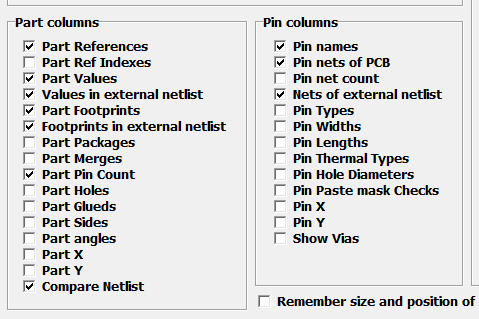 Part columns
Part References
Part Ref Indexes
Part Values
Values in external netlist
Part Footprints
Footprints in external netlist
Part Packages
Part Merges
Part Pin Count
Part Holes
Part Glueds
Part Sides
Part angles
Part X
Part Y
Compare Netlist
Pin columns
Pin names
Pin nets of PCB
Pin net count
Nets of external netlist
Pin Types
Pin Widths
Pin Lengths
Pin Thermal Types
Pin Hole Diameters
Pin Paste mask Checks
Pin X
Pin Y
Show Vias
Remember size and position of